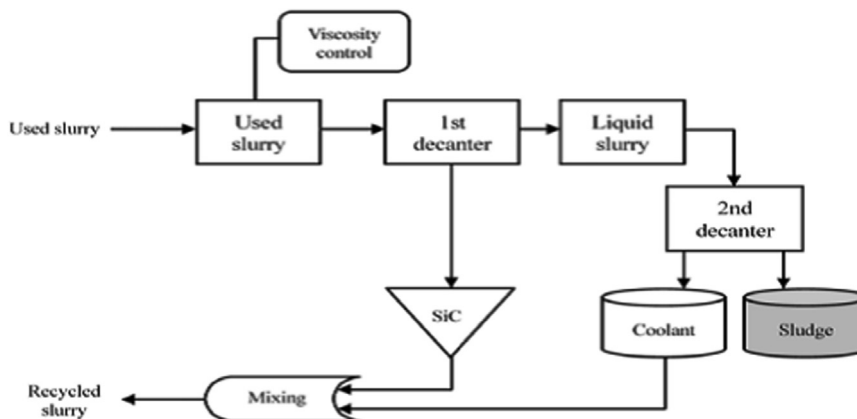 Viscosity
control
Used slurry
Used
slurry
1st
decanter
Liquid
slurry
2nd
decanter
SiC
Coolant
Sludge
Mixing
Recycled
slurry